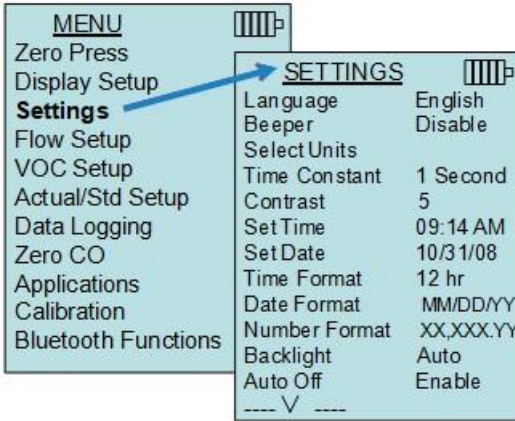 MENU
Zero Press
Display Setup
Settings
Flow Setup
VOC Setup
Actual/Std Setup
Data Logging
Zero CO
Applications
Calibration
Bluetooth Functions
SETTINGS
Language English
Beeper Disable
Select Units
Time Constant 1 Second
Contrast 5
Set Time 09:14 AM
Set Date 10/31/08
Time Format 12 hr
Date Format MM/DD/YY
Number Format XX,XXX.YY
Backlight Auto
Auto Off Enable
---- V ----